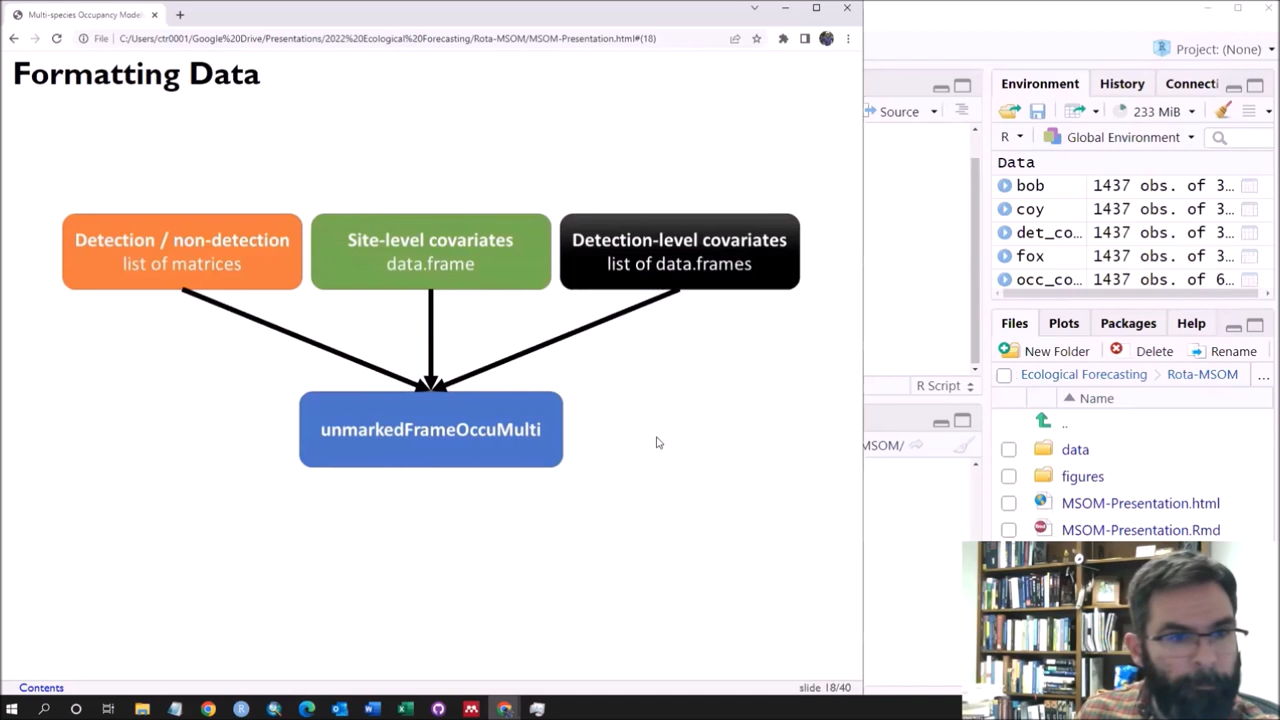 Multi-species Occupancy Model
File
C:/Users/ctr0001/Google%20Drive/Presentations/2022%20Ecological%20Forecasting/Rota-MSOM/MSOM-Presentation.html#(18)
Formatting Data
Detection / non-detection
list of matrices
Site-level covariates
data.frame
Detection-level covariates
list of data.frames
unmarkedFrameOccuMulti
Contents
slide 18/40
Source
R Script
MSOM/
Project: (None)
Environment
History
Connecti
233 MiB
R
Global Environment
Data
bob
1437 obs. of 3...
coy
1437 obs. of 3...
det_co...
1437 obs. of 3...
fox
1437 obs. of 3...
occ_co...
1437 obs. of 6...
Files
Plots
Packages
Help
New Folder
Delete
Rename
Ecological Forecasting
Rota-MSOM
...
Name
..
data
figures
MSOM-Presentation.html
MSOM-Presentation.Rmd